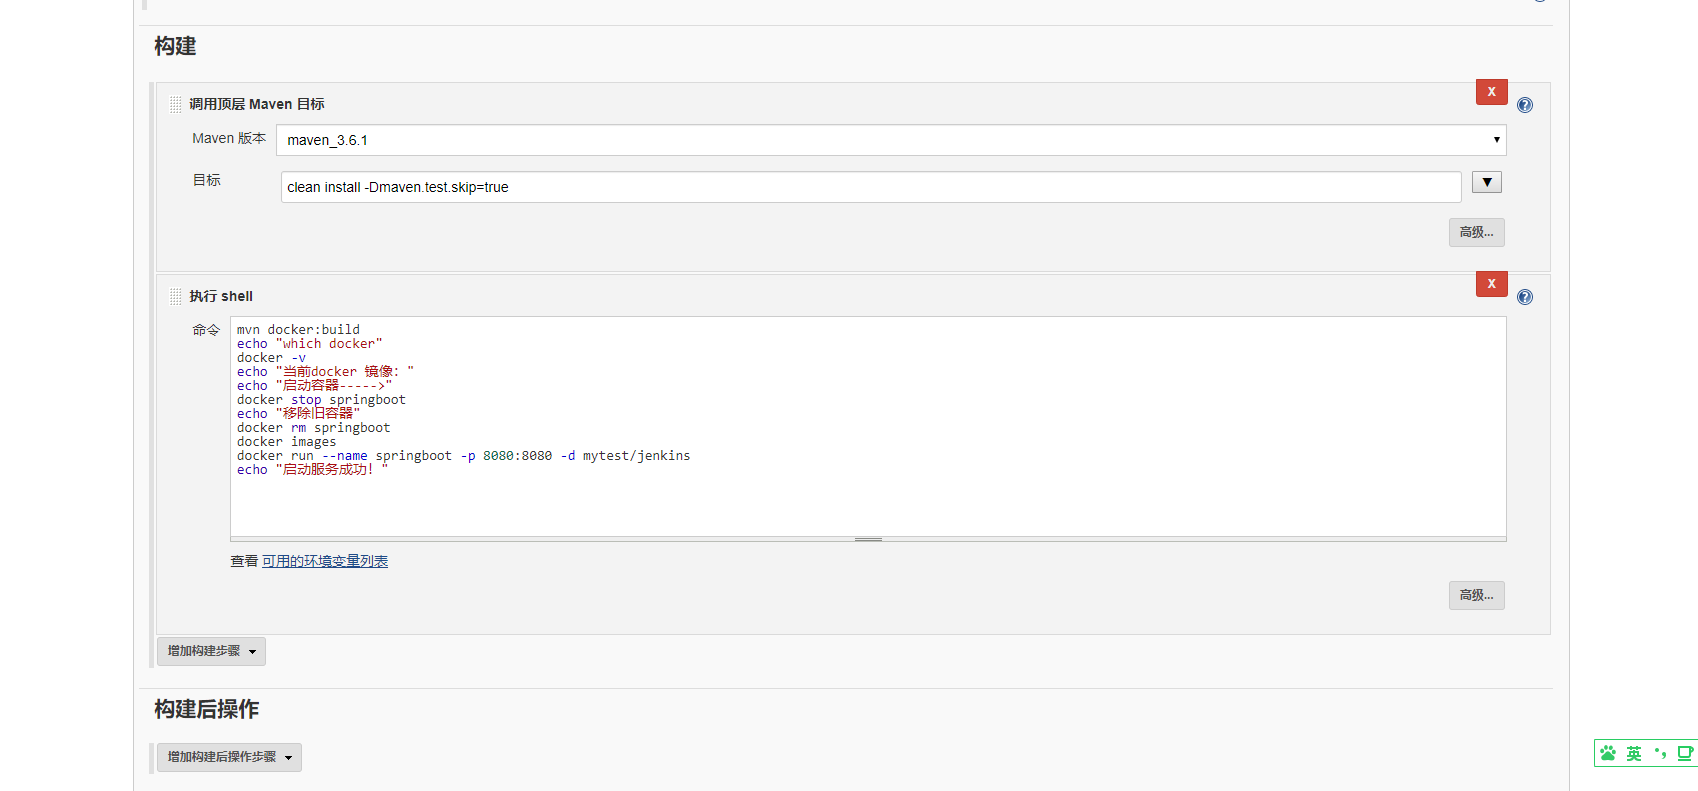 构建
调用顶层 Maven 目标
X
?
Maven 版本
maven_3.6.1
目标
clean install -Dmaven.test.skip=true
高级...
执行 shell
X
?
命令
mvn docker:build
echo "which docker"
docker -v
echo "当前docker 镜像: "
echo "启动容器----->"
docker stop springboot
echo "移除旧容器"
docker rm springboot
docker images
docker run --name springboot -p 8080:8080 -d mytest/jenkins
echo "启动服务成功! "
查看 可用的环境变量列表
高级...
增加构建步骤
构建后操作
增加构建后操作步骤
英